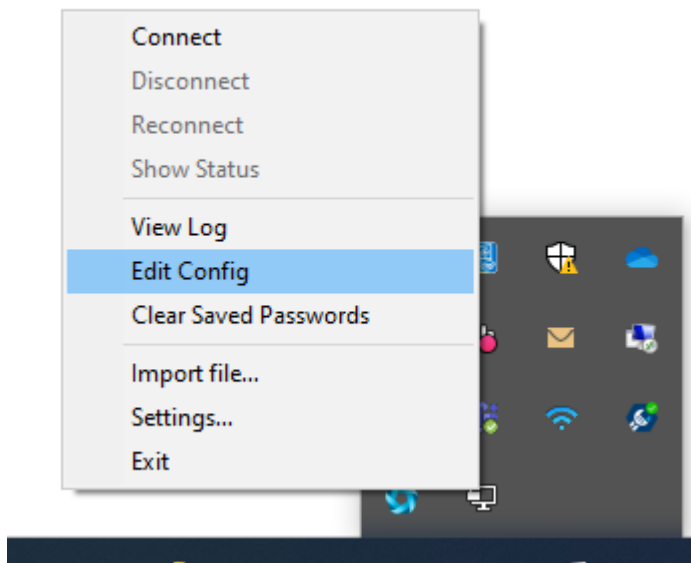 Connect
Disconnect
Reconnect
Show Status
View Log
Edit Config
Clear Saved Passwords
Import file...
Settings...
Exit